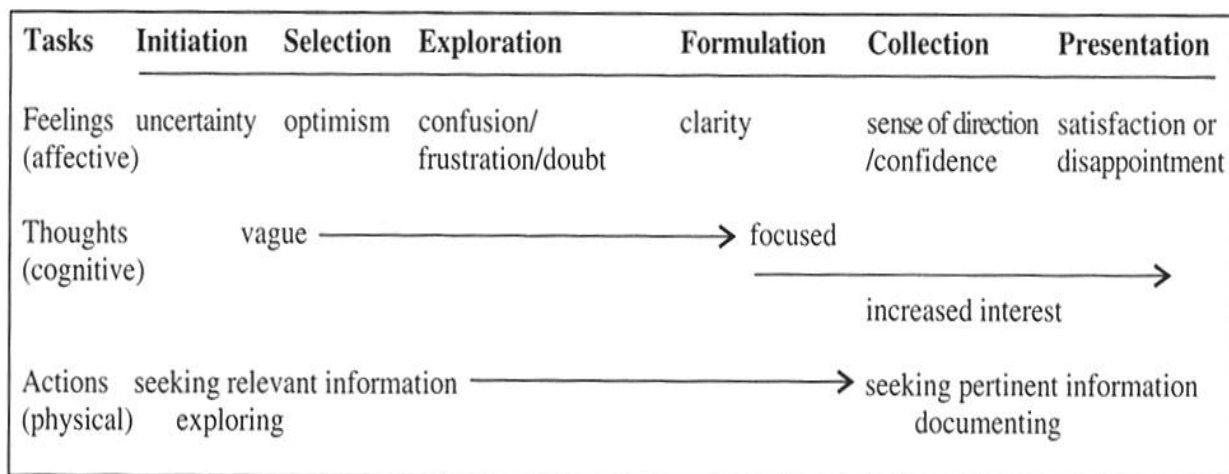 Tasks Initiation Selection Exploration Formulation Collection Presentation
Feelings uncertainty optimism confusion/ clarity sense of direction satisfaction or
(affective) frustration/doubt /confidence disappointment
Thoughts vague focused
(cognitive)
increased interest
Actions seeking relevant information seeking pertinent information
(physical) exploring documenting